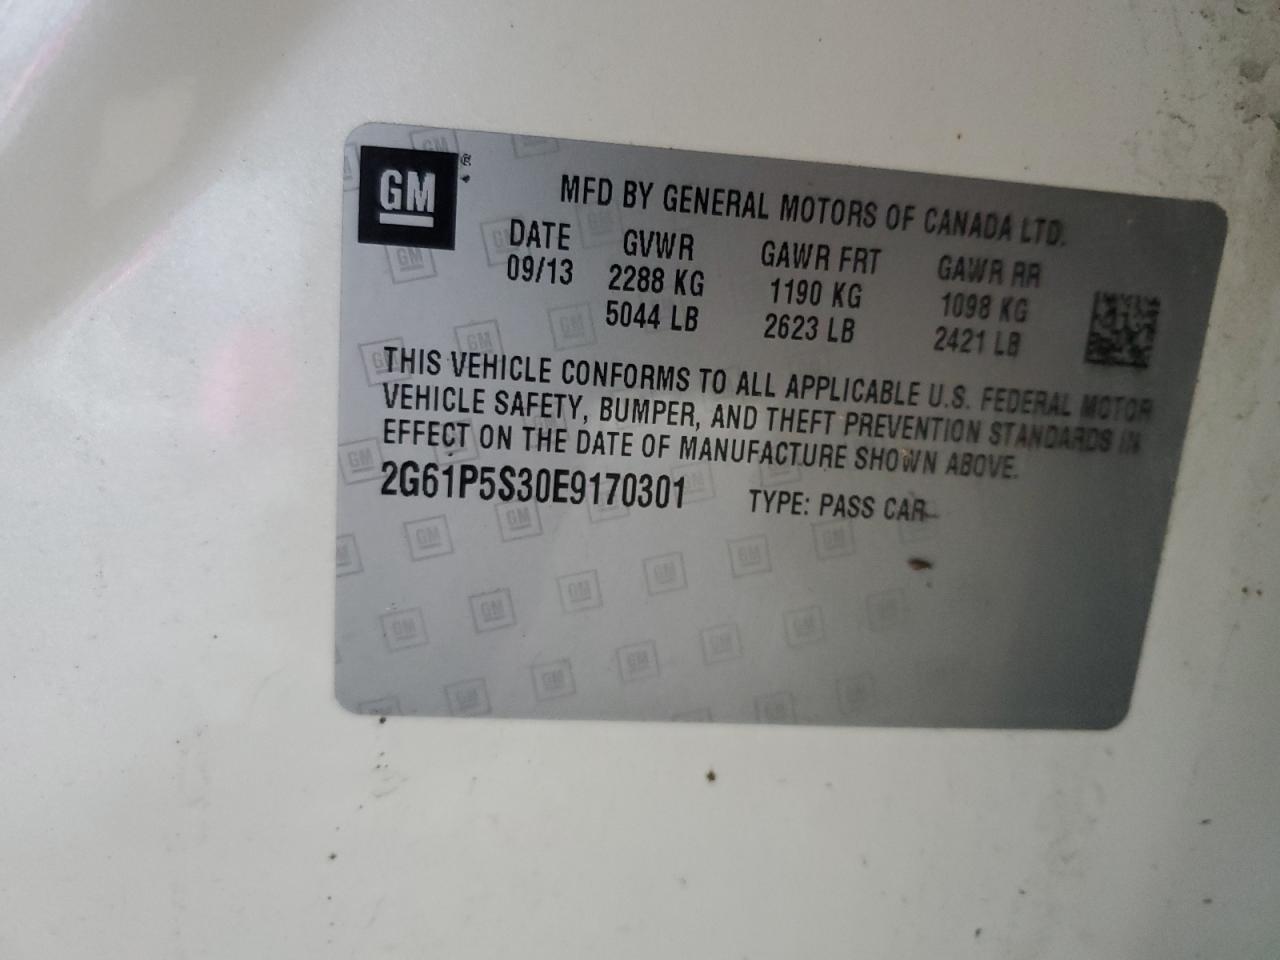 GM
MFD BY GENERAL MOTORS OF CANADA LTD.
DATE GVWR GAWR FRT GAWR RR
09/13 2288 KG 1190 KG 1098 KG
5044 LB 2623 LB 2421 LB
THIS VEHICLE CONFORMS TO ALL APPLICABLE U.S. FEDERAL MOTOR
VEHICLE SAFETY, BUMPER, AND THEFT PREVENTION STANDARDS IN
EFFECT ON THE DATE OF MANUFACTURE SHOWN ABOVE.
2G61P5S30E9170301 TYPE: PASS CAR